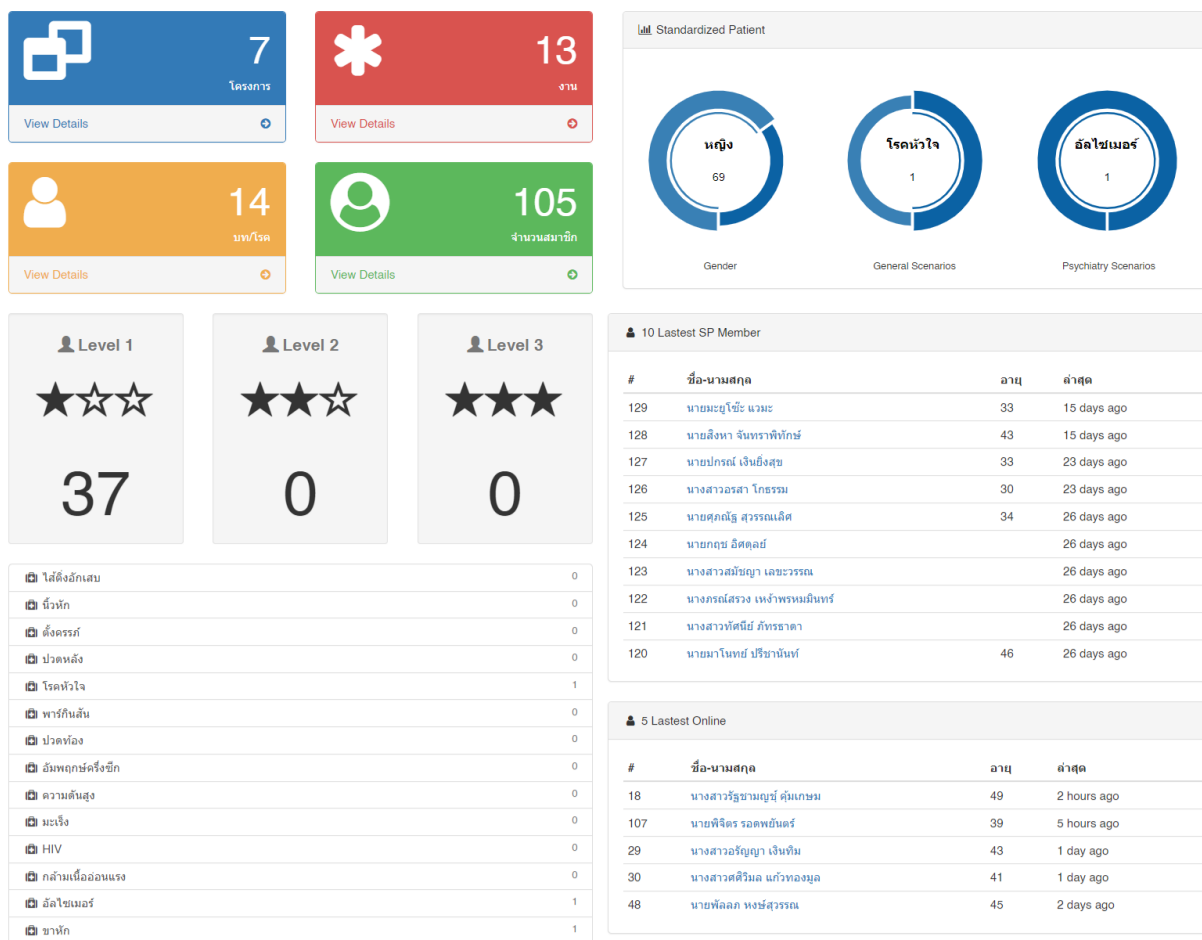 7
โครงการ
View Details
13
งาน
View Details
14
บท/โรค
View Details
105
จำนวนสมาชิก
View Details
Standardized Patient
หญิง
69
Gender
โรคหัวใจ
1
General Scenarios
อัลไซเมอร์
1
Psychiatry Scenarios
Level 1
37
Level 2
0
Level 3
0
ไส้ติ่งอักเสบ 0
นิ้วหัก 0
ตั้งครรภ์ 0
ปวดหลัง 0
โรคหัวใจ 1
พาร์กินสัน 0
ปวดท้อง 0
อัมพฤกษ์ครึ่งซีก 0
ความดันสูง 0
มะเร็ง 0
HIV 0
กล้ามเนื้ออ่อนแรง 0
อัลไซเมอร์ 1
ขาหัก 1
10 Lastest SP Member
# ชื่อ-นามสกุล อายุ ล่าสุด
129 นายมะยูโซ๊ะ แวมะ 33 15 days ago
128 นายสิงหา จันทราพิทักษ์ 43 15 days ago
127 นายปกรณ์ เงินยิ่งสุข 33 23 days ago
126 นางสาวอรสา โกธรรม 30 23 days ago
125 นายศุภณัฐ สุวรรณเลิศ 34 26 days ago
124 นายกฤช อิศดุลย์ 26 days ago
123 นางสาวสมัชญา เลขะวรรณ 26 days ago
122 นางภรณ์สรวง เหง้าพรหมมินทร์ 26 days ago
121 นางสาวทัศนีย์ ภัทรธาดา 26 days ago
120 นายมาโนทย์ ปรีชานันท์ 46 26 days ago
5 Lastest Online
# ชื่อ-นามสกุล อายุ ล่าสุด
18 นางสาวรัฐชามญชุ์ คุ้มเกษม 49 2 hours ago
107 นายพิจิตร รอดพยันตร์ 39 5 hours ago
29 นางสาวอรัญญา เงินทิม 43 1 day ago
30 นางสาวศศิวิมล แก้วทองมูล 41 1 day ago
48 นายพัลลภ หงษ์สุวรรณ 45 2 days ago